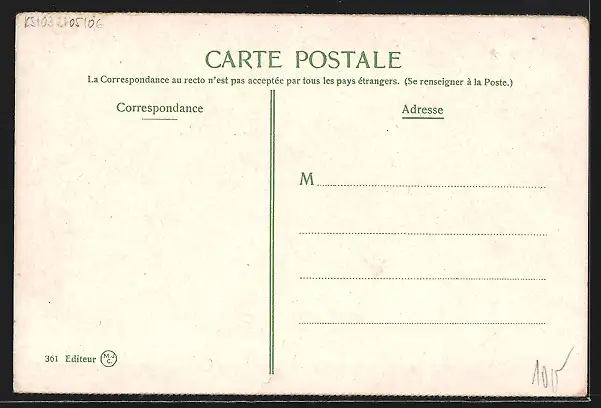 CARTE POSTALE
La Correspondance au recto n'est pas acceptée par tous les pays étrangers. (Se renseigner à la Poste.)
Correspondance
Adresse
M
361 Editeur M.J.C.